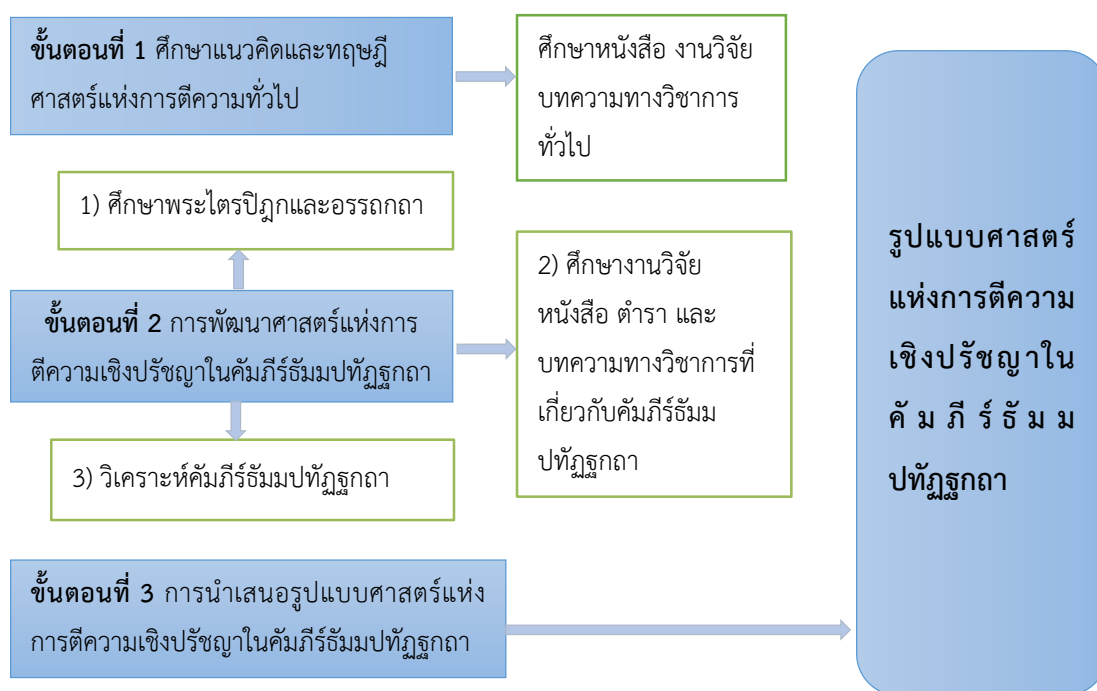 ขั้นตอนที่ 1 ศึกษาแนวคิดและทฤษฎี
ศาสตร์แห่งการตีความทั่วไป
ศึกษาหนังสือ งานวิจัย
บทความทางวิชาการ
ทั่วไป
1) ศึกษาพระไตรปิฎกและอรรถกถา
ขั้นตอนที่ 2 การพัฒนาศาสตร์แห่งการ
ตีความเชิงปรัชญาในคัมภีร์ธัมมปทัฏฐกถา
2) ศึกษางานวิจัย
หนังสือ ตำรา และ
บทความทางวิชาการที่
เกี่ยวกับคัมภีร์ธัมม
ปทัฏฐกถา
3) วิเคราะห์คัมภีร์ธัมมปทัฏฐกถา
ขั้นตอนที่ 3 การนำเสนอรูปแบบศาสตร์แห่ง
การตีความเชิงปรัชญาในคัมภีร์ธัมมปทัฏฐกถา
รูปแบบศาสตร์
แห่งการตีความ
เชิงปรัชญาใน
คัมภีร์ธัมม
ปทัฏฐกถา